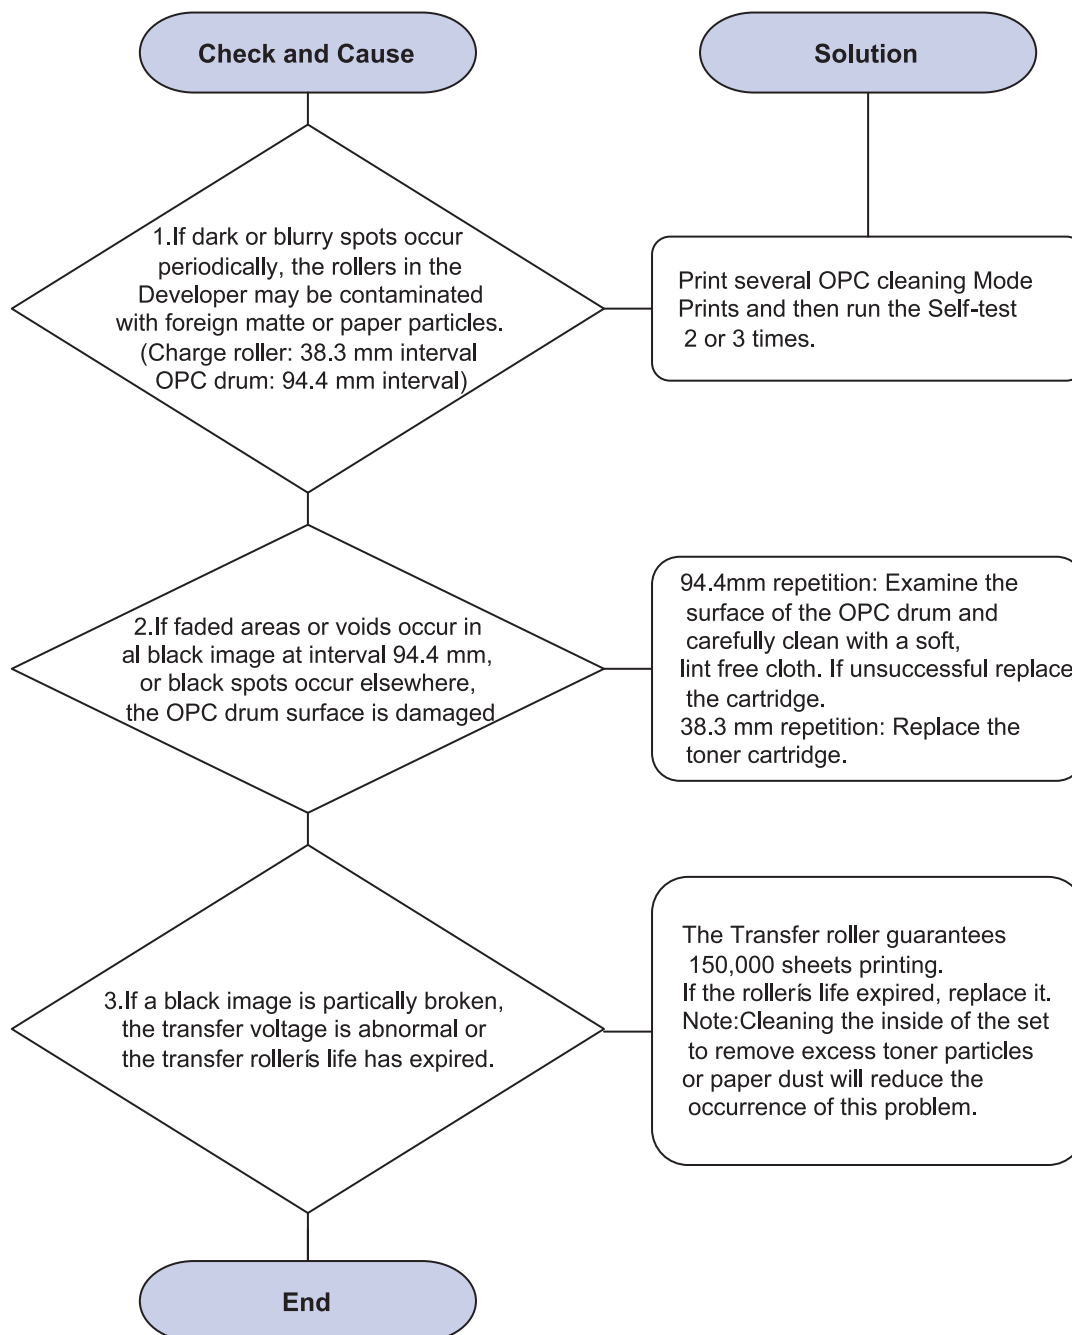 Check and Cause
Solution
1.If dark or blurry spots occur
periodically, the rollers in the
Developer may be contaminated
with foreign matte or paper particles.
(Charge roller: 38.3 mm interval
OPC drum: 94.4 mm interval)
Print several OPC cleaning Mode
Prints and then run the Self-test
2 or 3 times.
2.If faded areas or voids occur in
al black image at interval 94.4 mm,
or black spots occur elsewhere,
the OPC drum surface is damaged
94.4mm repetition: Examine the
surface of the OPC drum and
carefully clean with a soft,
lint free cloth. If unsuccessful replace
the cartridge.
38.3 mm repetition: Replace the
toner cartridge.
3.If a black image is partically broken,
the transfer voltage is abnormal or
the transfer rollerís life has expired.
The Transfer roller guarantees
150,000 sheets printing.
If the rollerís life expired, replace it.
Note:Cleaning the inside of the set
to remove excess toner particles
or paper dust will reduce the
occurrence of this problem.
End